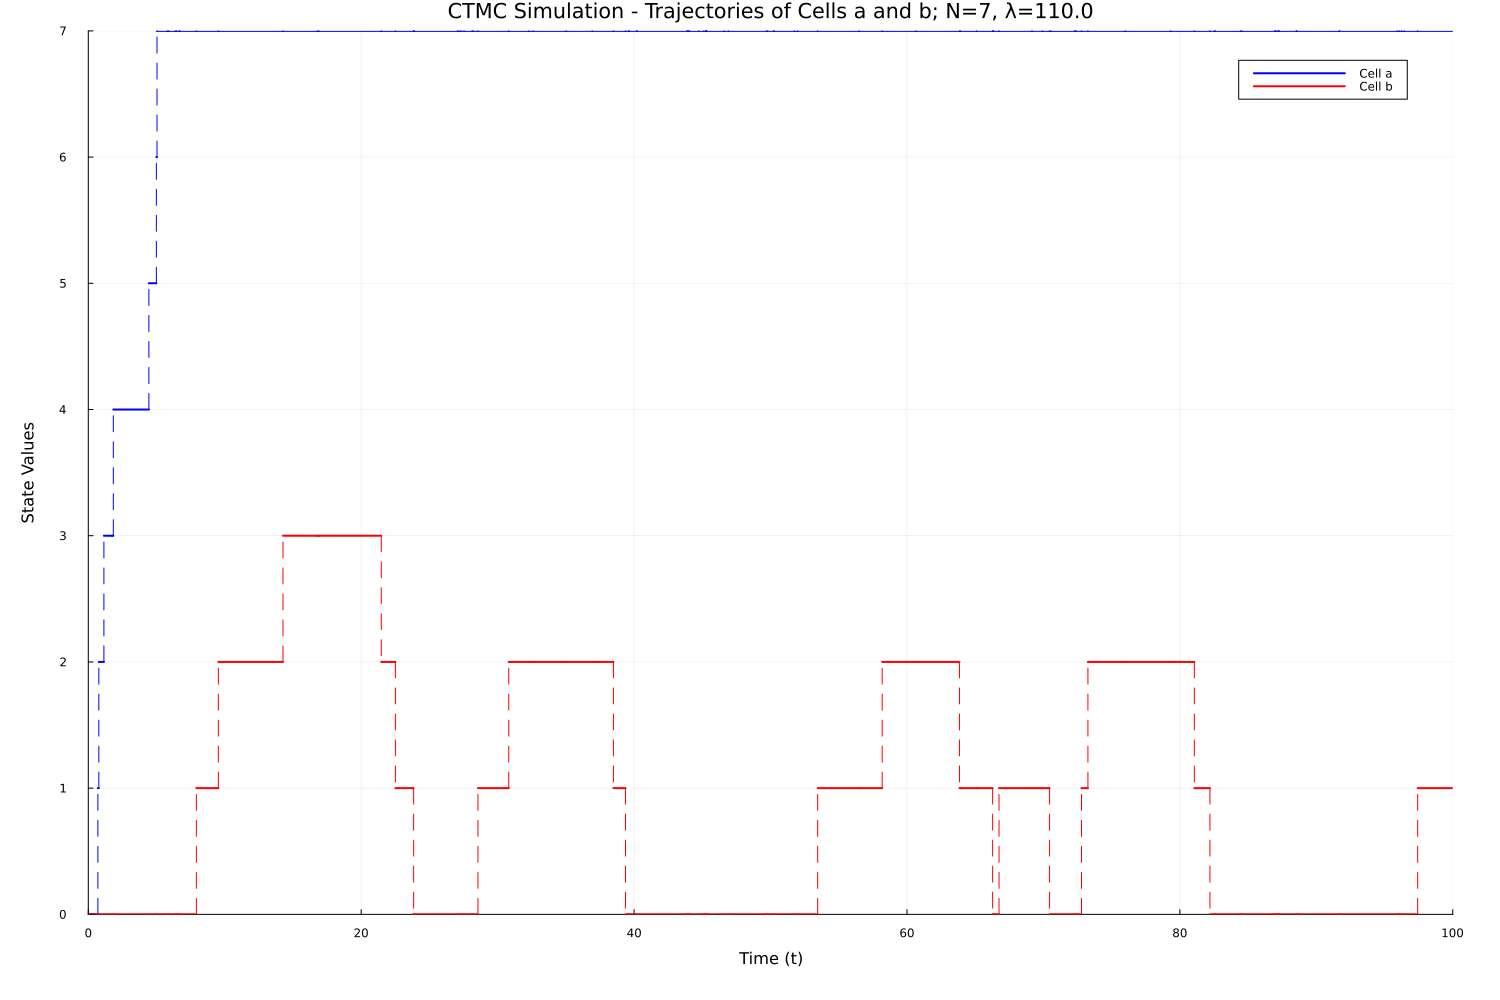 CTMC Simulation - Trajectories of Cells a and b; N=7, λ=110.0
7
Cell a
Cell b
6
5
4
State Values
3
2
1
0
0 20 40 60 80 100
Time (t)